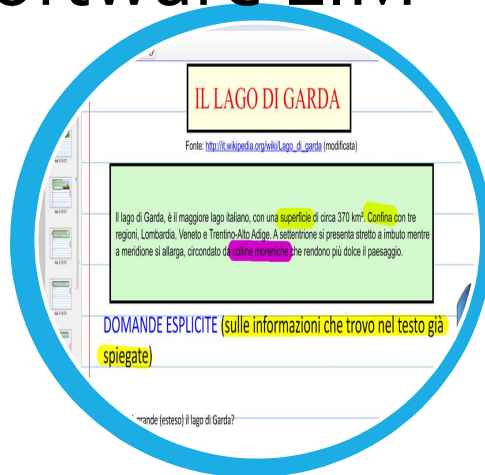 IL LAGO DI GARDA
Fonte: http://it.wikipedia.org/wiki/Lago_di_garda (modificata)
Il lago di Garda, è il maggiore lago italiano, con una superficie di circa 370 km². Confina con tre
regioni, Lombardia, Veneto e Trentino-Alto Adige. A settentrione si presenta stretto a imbuto mentre
a meridione si allarga, circondato da colline moreniche che rendono più dolce il paesaggio.
DOMANDE ESPLICITE (sulle informazioni che trovo nel testo già
spiegate)
grande (esteso) il lago di Garda?